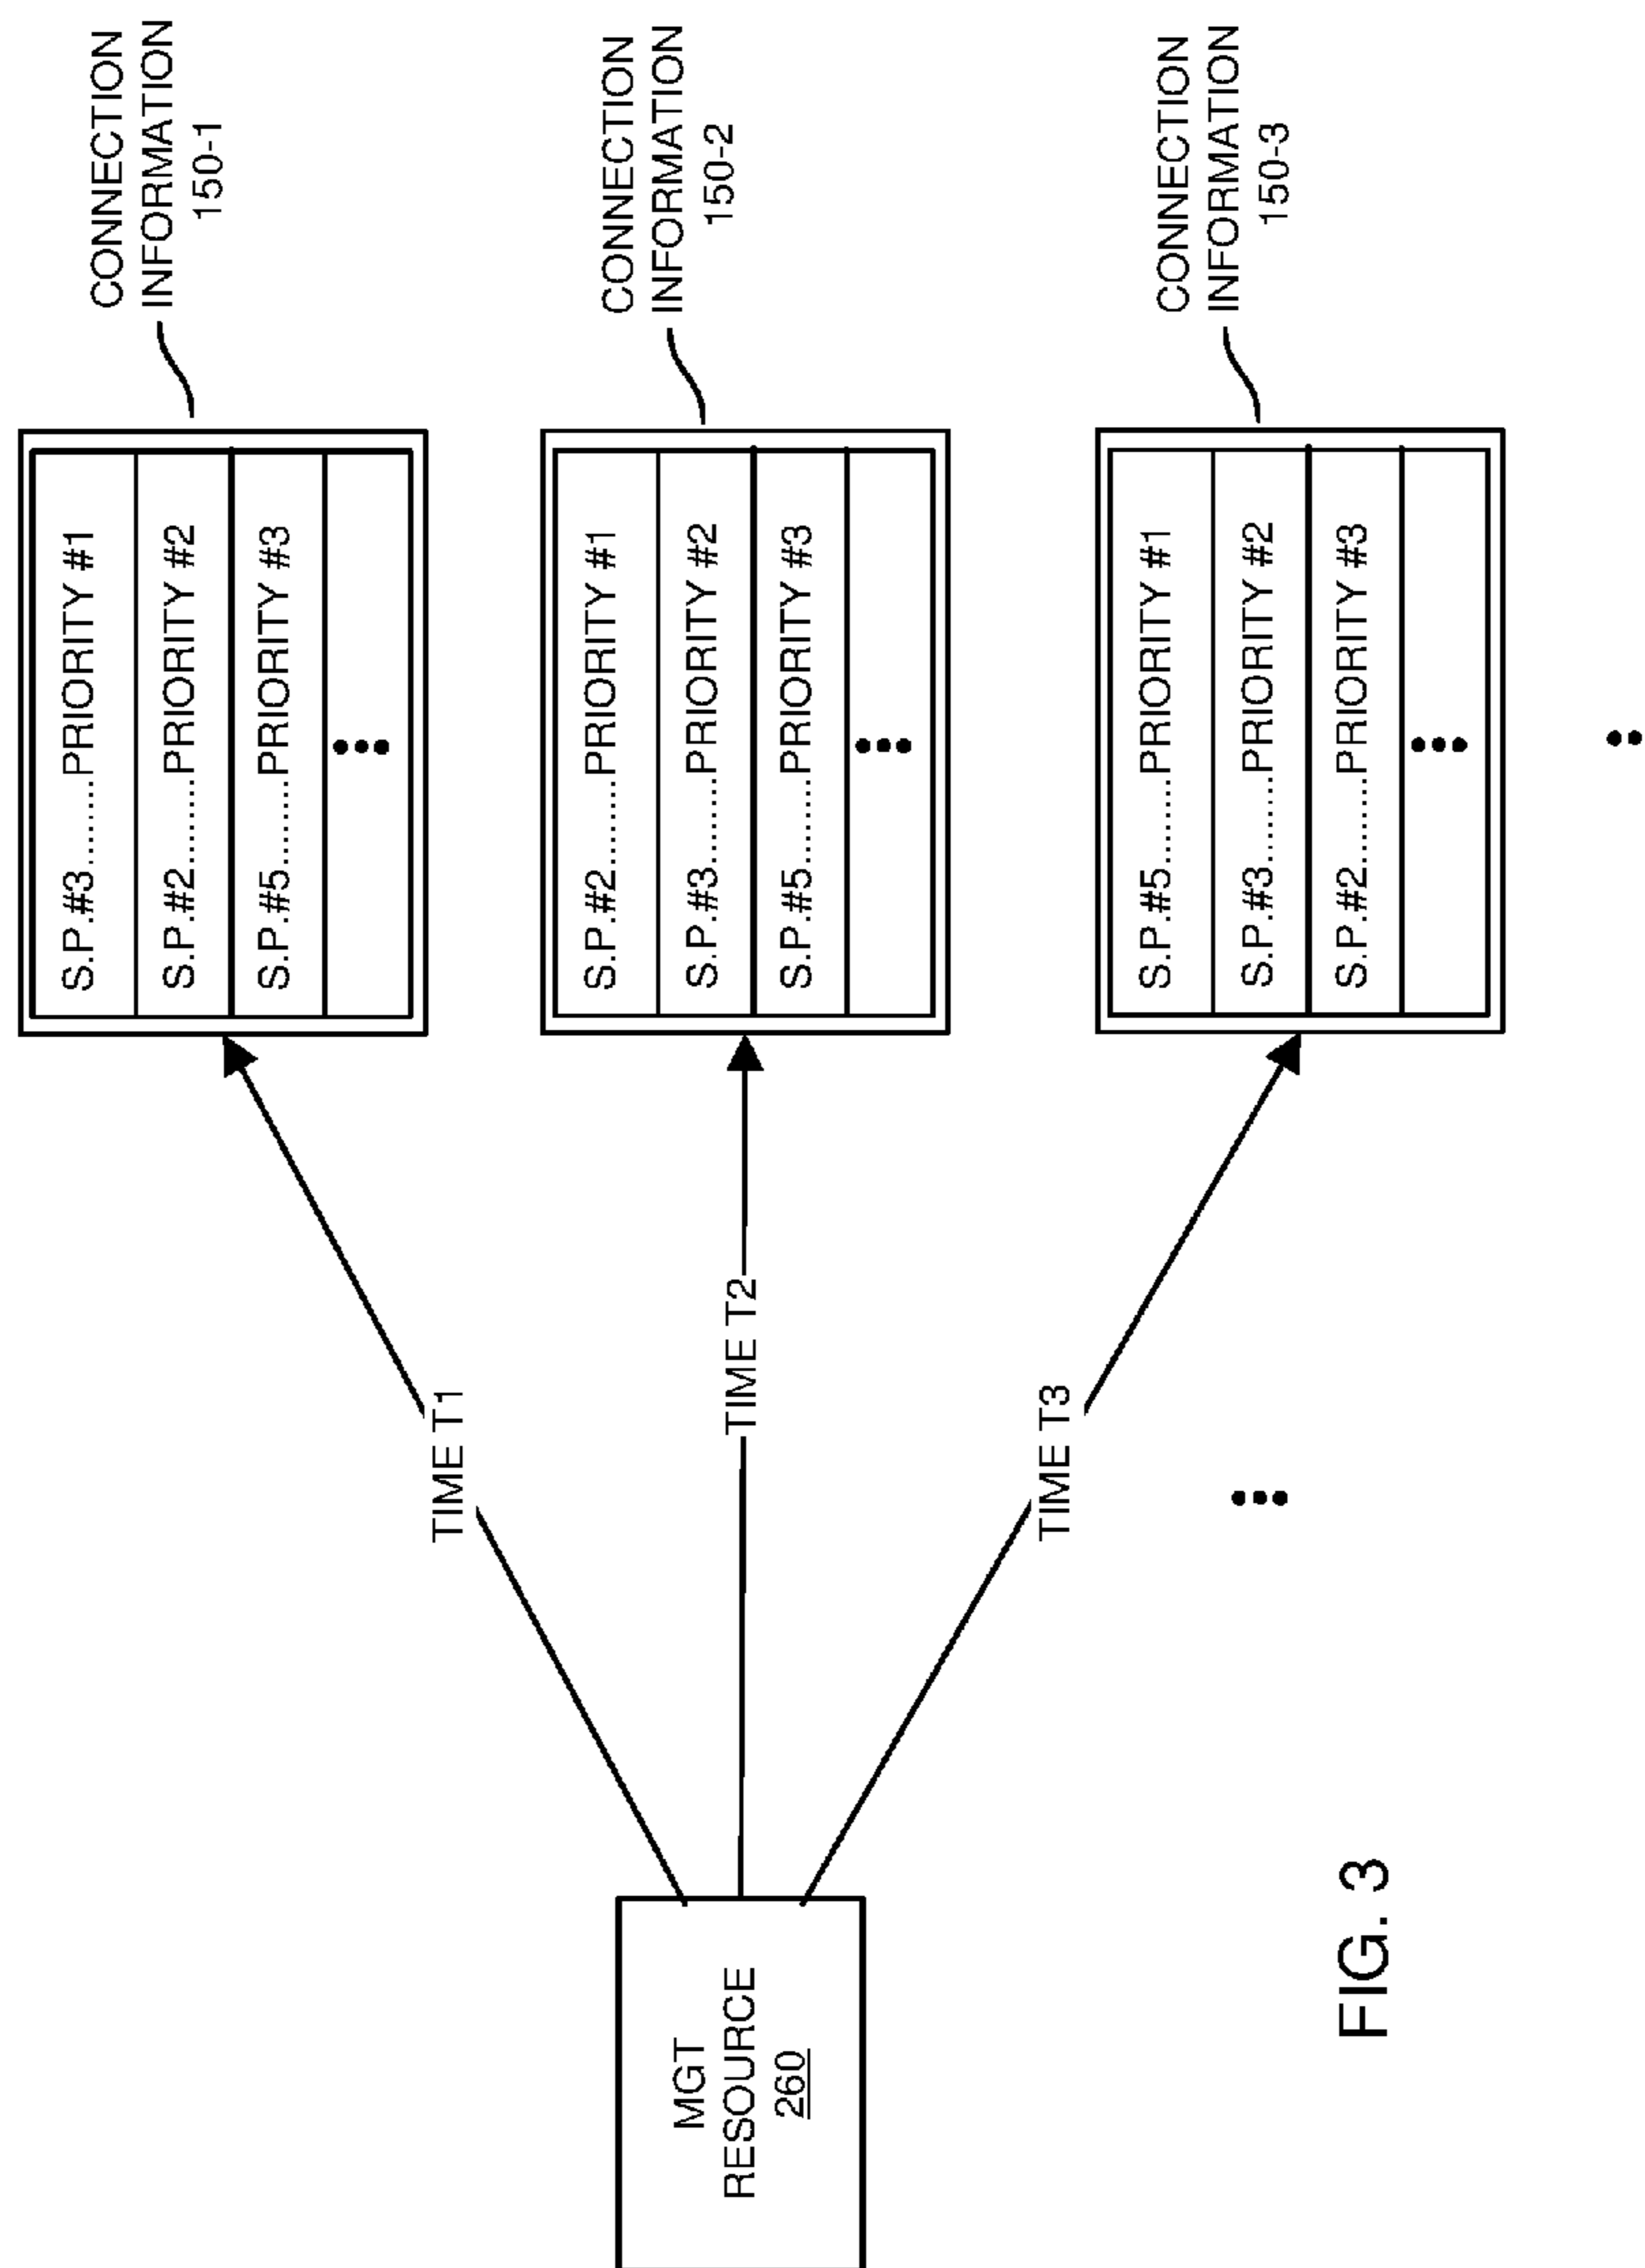 MGT
RESOURCE
260
TIME T1
TIME T2
TIME T3
S.P.#3.........PRIORITY #1
S.P.#2.........PRIORITY #2
S.P.#5.........PRIORITY #3
CONNECTION
INFORMATION
150-1
S.P.#2.........PRIORITY #1
S.P.#3.........PRIORITY #2
S.P.#5.........PRIORITY #3
CONNECTION
INFORMATION
150-2
S.P.#5.........PRIORITY #1
S.P.#3.........PRIORITY #2
S.P.#2.........PRIORITY #3
CONNECTION
INFORMATION
150-3
FIG. 3